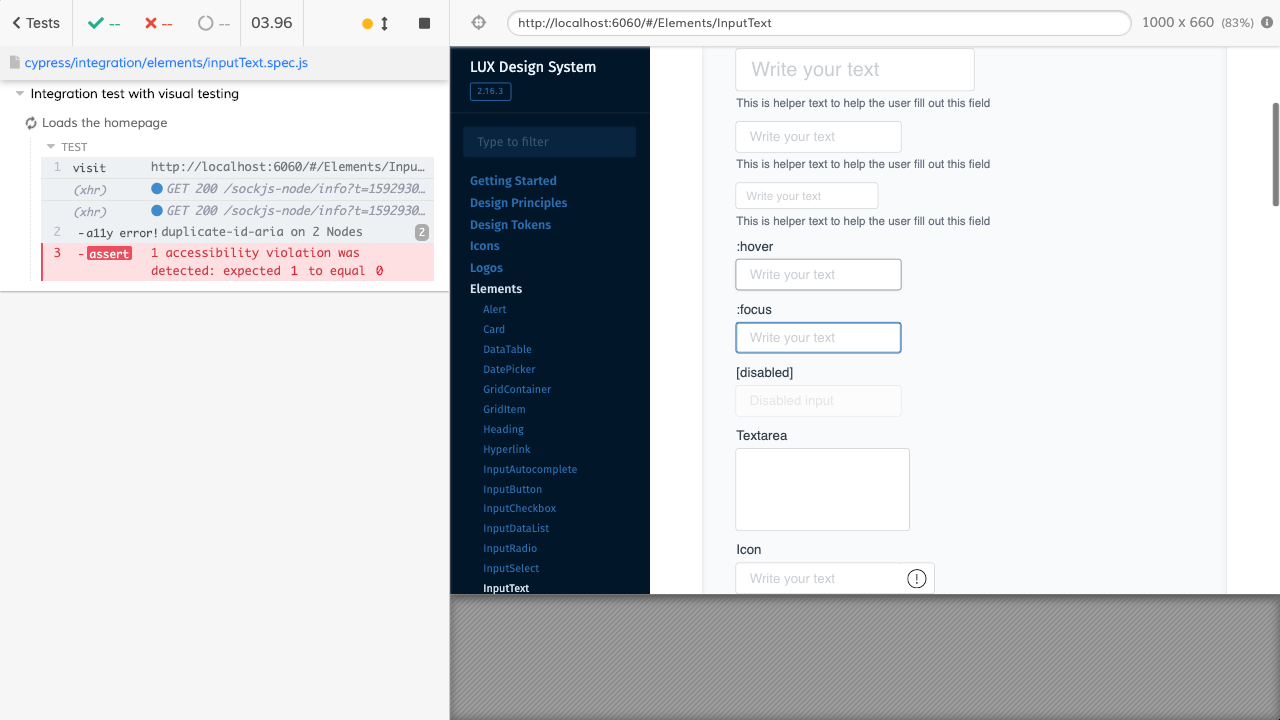 Tests
--
--
--
03.96
http://localhost:6060/#/Elements/InputText
1000 x 660 (83%)
cypress/integration/elements/inputText.spec.js
Integration test with visual testing
Loads the homepage
TEST
1 visit http://localhost:6060/#/Elements/Inpu…
(xhr) GET 200 /sockjs-node/info?t=1592930…
(xhr) GET 200 /sockjs-node/info?t=1592930…
2 -a11y error! duplicate-id-aria on 2 Nodes 2
3 -assert 1 accessibility violation was
detected: expected 1 to equal 0
LUX Design System
2.16.3
Type to filter
Getting Started
Design Principles
Design Tokens
Icons
Logos
Elements
Alert
Card
DataTable
DatePicker
GridContainer
GridItem
Heading
Hyperlink
InputAutocomplete
InputButton
InputCheckbox
InputDataList
InputRadio
InputSelect
InputText
Write your text
This is helper text to help the user fill out this field
Write your text
This is helper text to help the user fill out this field
Write your text
This is helper text to help the user fill out this field
:hover
Write your text
:focus
Write your text
[disabled]
Disabled input
Textarea
Icon
Write your text